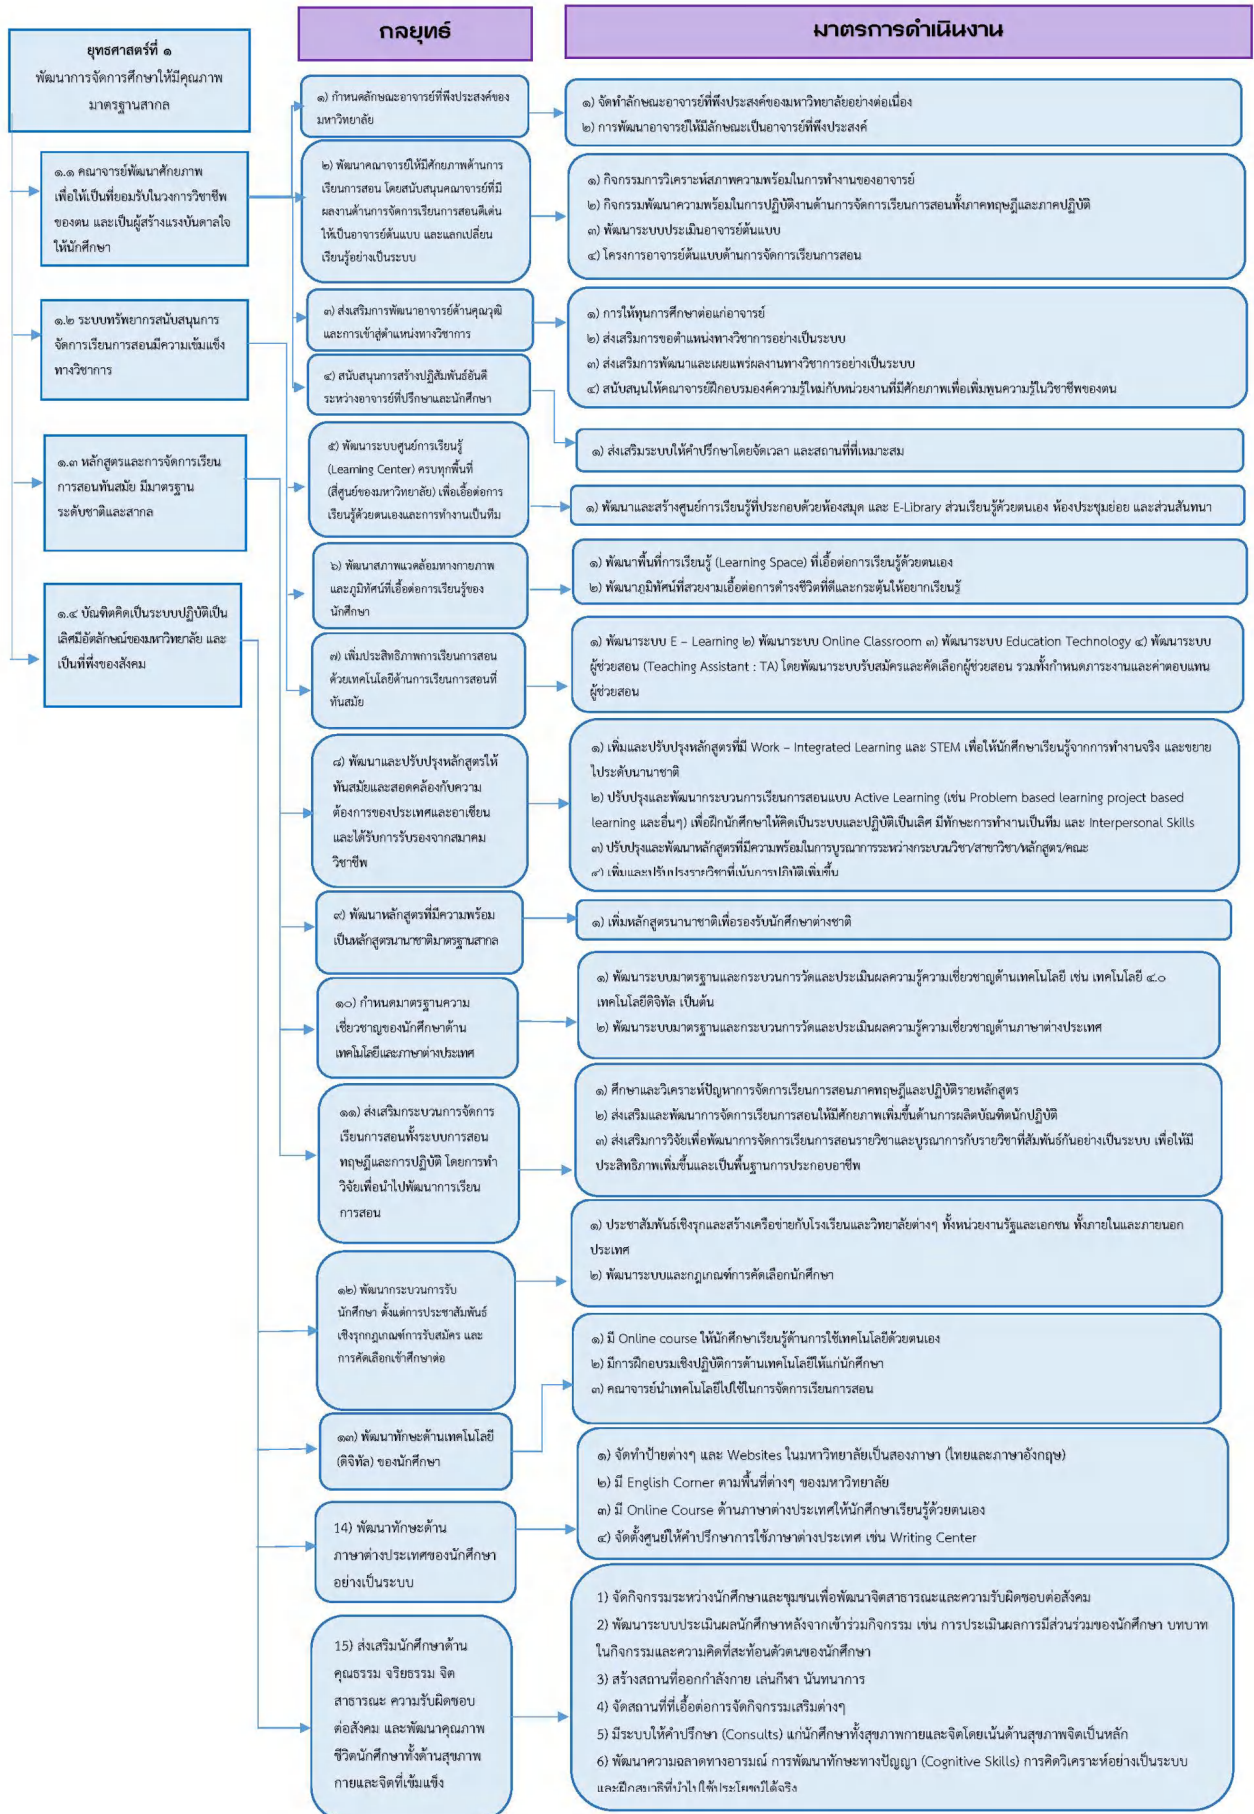 กลยุทธ์
มาตรการดำเนินงาน
ยุทธศาสตร์ที่ ๑
พัฒนาการจัดการศึกษาให้มีคุณภาพ
มาตรฐานสากล
๑.๑ คณาจารย์พัฒนาศักยภาพ
เพื่อให้เป็นที่ยอมรับในวงการวิชาชีพ
ของตน และเป็นผู้สร้างแรงบันดาลใจ
ให้นักศึกษา
๑.๒ ระบบทรัพยากรสนับสนุนการ
จัดการเรียนการสอนมีความเข้มแข็ง
ทางวิชาการ
๑.๓ หลักสูตรและการจัดการเรียน
การสอนทันสมัย มีมาตรฐาน
ระดับชาติและสากล
๑.๔ บัณฑิตคิดเป็นระบบปฏิบัติเป็น
เลิศมีอัตลักษณ์ของมหาวิทยาลัย และ
เป็นที่พึ่งของสังคม
๑) กำหนดลักษณะอาจารย์ที่พึงประสงค์ของ
มหาวิทยาลัย
๑) จัดทำลักษณะอาจารย์ที่พึงประสงค์ของมหาวิทยาลัยอย่างต่อเนื่อง
๒) การพัฒนาอาจารย์ให้มีลักษณะเป็นอาจารย์ที่พึงประสงค์
๒) พัฒนาคณาจารย์ให้มีศักยภาพด้านการ
เรียนการสอน โดยสนับสนุนคณาจารย์ที่มี
ผลงานด้านการจัดการเรียนการสอนดีเด่น
ให้เป็นอาจารย์ต้นแบบ และแลกเปลี่ยน
เรียนรู้อย่างเป็นระบบ
๑) กิจกรรมการวิเคราะห์สภาพความพร้อมในการทำงานของอาจารย์
๒) กิจกรรมพัฒนาความพร้อมในการปฏิบัติงานด้านการจัดการเรียนการสอนทั้งภาคทฤษฎีและภาคปฏิบัติ
๓) พัฒนาระบบประเมินอาจารย์ต้นแบบ
๔) โครงการอาจารย์ต้นแบบด้านการจัดการเรียนการสอน
๓) ส่งเสริมการพัฒนาอาจารย์ด้านคุณวุฒิ
และการเข้าสู่ตำแหน่งทางวิชาการ
๑) การให้ทุนการศึกษาต่อแก่อาจารย์
๒) ส่งเสริมการขอตำแหน่งทางวิชาการอย่างเป็นระบบ
๓) ส่งเสริมการพัฒนาและเผยแพร่ผลงานทางวิชาการอย่างเป็นระบบ
๔) สนับสนุนให้คณาจารย์ฝึกอบรมองค์ความรู้ใหม่กับหน่วยงานที่มีศักยภาพเพื่อเพิ่มพูนความรู้ในวิชาชีพของตน
๔) สนับสนุนการสร้างปฏิสัมพันธ์อันดี
ระหว่างอาจารย์ที่ปรึกษาและนักศึกษา
๑) ส่งเสริมระบบให้คำปรึกษาโดยจัดเวลา และสถานที่ที่เหมาะสม
๕) พัฒนาระบบศูนย์การเรียนรู้
(Learning Center) ครบทุกพื้นที่
(สี่ศูนย์ของมหาวิทยาลัย) เพื่อเอื้อต่อการ
เรียนรู้ด้วยตนเองและการทำงานเป็นทีม
๑) พัฒนาและสร้างศูนย์การเรียนรู้ที่ประกอบด้วยห้องสมุด และ E-Library ส่วนเรียนรู้ด้วยตนเอง ห้องประชุมย่อย และส่วนสันทนา
๖) พัฒนาสภาพแวดล้อมทางกายภาพ
และภูมิทัศน์ที่เอื้อต่อการเรียนรู้ของ
นักศึกษา
๑) พัฒนาพื้นที่การเรียนรู้ (Learning Space) ที่เอื้อต่อการเรียนรู้ด้วยตนเอง
๒) พัฒนาภูมิทัศน์ที่สวยงามเอื้อต่อการดำรงชีวิตที่ดีและกระตุ้นให้อยากเรียนรู้
๗) เพิ่มประสิทธิภาพการเรียนการสอน
ด้วยเทคโนโลยีด้านการเรียนการสอนที่
ทันสมัย
๑) พัฒนาระบบ E – Learning ๒) พัฒนาระบบ Online Classroom ๓) พัฒนาระบบ Education Technology ๔) พัฒนาระบบ
ผู้ช่วยสอน (Teaching Assistant : TA) โดยพัฒนาระบบรับสมัครและคัดเลือกผู้ช่วยสอน รวมทั้งกำหนดภาระงานและค่าตอบแทน
ผู้ช่วยสอน
๘) พัฒนาและปรับปรุงหลักสูตรให้
ทันสมัยและสอดคล้องกับความ
ต้องการของประเทศและอาเซียน
และได้รับการรับรองจากสมาคม
วิชาชีพ
๑) เพิ่มและปรับปรุงหลักสูตรที่มี Work – Integrated Learning และ STEM เพื่อให้นักศึกษาเรียนรู้จากการทำงานจริง และขยาย
ไประดับนานาชาติ
๒) ปรับปรุงและพัฒนากระบวนการเรียนการสอนแบบ Active Learning (เช่น Problem based learning project based
learning และอื่นๆ) เพื่อฝึกนักศึกษาให้คิดเป็นระบบและปฏิบัติเป็นเลิศ มีทักษะการทำงานเป็นทีม และ Interpersonal Skills
๓) ปรับปรุงและพัฒนาหลักสูตรที่มีความพร้อมในการบูรณาการระหว่างกระบวนวิชา/สาขาวิชา/หลักสูตร/คณะ
๔) เพิ่มและปรับปรุงรายวิชาที่เน้นการปฏิบัติเพิ่มขึ้น
๙) พัฒนาหลักสูตรที่มีความพร้อม
เป็นหลักสูตรนานาชาติมาตรฐานสากล
๑) เพิ่มหลักสูตรนานาชาติเพื่อรองรับนักศึกษาต่างชาติ
๑๐) กำหนดมาตรฐานความ
เชี่ยวชาญของนักศึกษาด้าน
เทคโนโลยีและภาษาต่างประเทศ
๑) พัฒนาระบบมาตรฐานและกระบวนการวัดและประเมินผลความรู้ความเชี่ยวชาญด้านเทคโนโลยี เช่น เทคโนโลยี ๔.๐
เทคโนโลยีดิจิทัล เป็นต้น
๒) พัฒนาระบบมาตรฐานและกระบวนการวัดและประเมินผลความรู้ความเชี่ยวชาญด้านภาษาต่างประเทศ
๑๑) ส่งเสริมกระบวนการจัดการ
เรียนการสอนทั้งระบบการสอน
ทฤษฎีและการปฏิบัติ โดยการทำ
วิจัยเพื่อนำไปพัฒนาการเรียน
การสอน
๑) ศึกษาและวิเคราะห์ปัญหาการจัดการเรียนการสอนภาคทฤษฎีและปฏิบัติรายหลักสูตร
๒) ส่งเสริมและพัฒนาการจัดการเรียนการสอนให้มีศักยภาพเพิ่มขึ้นด้านการผลิตบัณฑิตนักปฏิบัติ
๓) ส่งเสริมการวิจัยเพื่อพัฒนาการจัดการเรียนการสอนรายวิชาและบูรณาการกับรายวิชาที่สัมพันธ์กันอย่างเป็นระบบ เพื่อให้มี
ประสิทธิภาพเพิ่มขึ้นและเป็นพื้นฐานการประกอบอาชีพ
๑๒) พัฒนากระบวนการรับ
นักศึกษา ตั้งแต่การประชาสัมพันธ์
เชิงรุกกฎเกณฑ์การรับสมัคร และ
การคัดเลือกเข้าศึกษาต่อ
๑) ประชาสัมพันธ์เชิงรุกและสร้างเครือข่ายกับโรงเรียนและวิทยาลัยต่างๆ ทั้งหน่วยงานรัฐและเอกชน ทั้งภายในและภายนอก
ประเทศ
๒) พัฒนาระบบและกฎเกณฑ์การคัดเลือกนักศึกษา
๑๓) พัฒนาทักษะด้านเทคโนโลยี
(ดิจิทัล) ของนักศึกษา
๑) มี Online course ให้นักศึกษาเรียนรู้ด้านการใช้เทคโนโลยีด้วยตนเอง
๒) มีการฝึกอบรมเชิงปฏิบัติการด้านเทคโนโลยีให้แก่นักศึกษา
๓) คณาจารย์นำเทคโนโลยีไปใช้ในการจัดการเรียนการสอน
14) พัฒนาทักษะด้าน
ภาษาต่างประเทศของนักศึกษา
อย่างเป็นระบบ
๑) จัดทำป้ายต่างๆ และ Websites ในมหาวิทยาลัยเป็นสองภาษา (ไทยและภาษาอังกฤษ)
๒) มี English Corner ตามพื้นที่ต่างๆ ของมหาวิทยาลัย
๓) มี Online Course ด้านภาษาต่างประเทศให้นักศึกษาเรียนรู้ด้วยตนเอง
๔) จัดตั้งศูนย์ให้คำปรึกษาการใช้ภาษาต่างประเทศ เช่น Writing Center
15) ส่งเสริมนักศึกษาด้าน
คุณธรรม จริยธรรม จิต
สาธารณะ ความรับผิดชอบ
ต่อสังคม และพัฒนาคุณภาพ
ชีวิตนักศึกษาทั้งด้านสุขภาพ
กายและจิตที่เข้มแข็ง
1) จัดกิจกรรมระหว่างนักศึกษาและชุมชนเพื่อพัฒนาจิตสาธารณะและความรับผิดชอบต่อสังคม
2) พัฒนาระบบประเมินผลนักศึกษาหลังจากเข้าร่วมกิจกรรม เช่น การประเมินผลการมีส่วนร่วมของนักศึกษา บทบาท
ในกิจกรรมและความคิดที่สะท้อนตัวตนของนักศึกษา
3) สร้างสถานที่ออกกำลังกาย เล่นกีฬา นันทนาการ
4) จัดสถานที่ที่เอื้อต่อการจัดกิจกรรมเสริมต่างๆ
5) มีระบบให้คำปรึกษา (Consults) แก่นักศึกษาทั้งสุขภาพกายและจิตโดยเน้นด้านสุขภาพจิตเป็นหลัก
6) พัฒนาความฉลาดทางอารมณ์ การพัฒนาทักษะทางปัญญา (Cognitive Skills) การคิดวิเคราะห์อย่างเป็นระบบ
และฝึกสมาธิที่นำไปใช้ประโยชน์ได้จริง